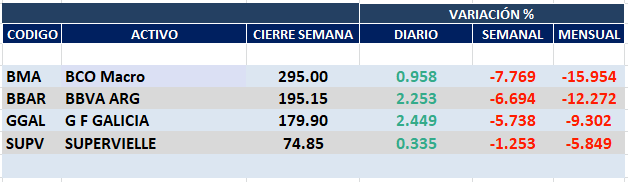 VARIACIÓN %
CODIGO ACTIVO CIERRE SEMANA DIARIO SEMANAL MENSUAL
BMA BCO Macro 295.00 0.958 -7.769 -15.954
BBAR BBVA ARG 195.15 2.253 -6.694 -12.272
GGAL G F GALICIA 179.90 2.449 -5.738 -9.302
SUPV SUPERVIELLE 74.85 0.335 -1.253 -5.849